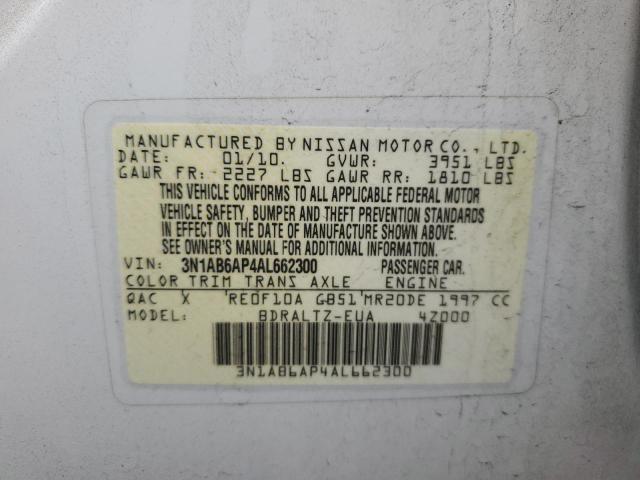 MANUFACTURED BY NISSAN MOTOR CO., LTD.
DATE: 01/10. GVWR: 3951 LBS
GAWR FR: 2227 LBS GAWR RR: 1810 LBS
THIS VEHICLE CONFORMS TO ALL APPLICABLE FEDERAL MOTOR
VEHICLE SAFETY, BUMPER AND THEFT PREVENTION STANDARDS
IN EFFECT ON THE DATE OF MANUFACTURE SHOWN ABOVE.
SEE OWNER'S MANUAL FOR ADDITIONAL INFORMATION.
VIN: 3N1AB6AP4AL662300 PASSENGER CAR.
COLOR TRIM TRANS AXLE ENGINE
QAC X RE0F10A GB51 MR20DE 1997 CC
MODEL: BDRALTZ-EUA 4Z000
3N1AB6AP4AL662300